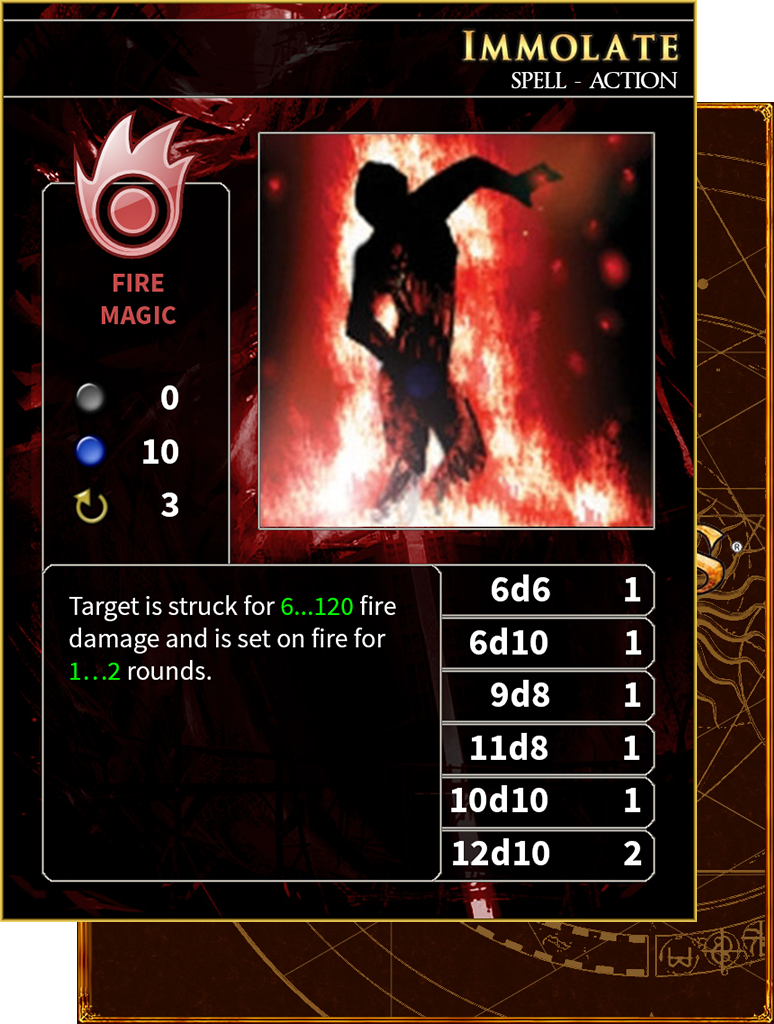 IMMOLATE
SPELL - ACTION
FIRE
MAGIC
0
10
3
Target is struck for 6...120 fire
damage and is set on fire for
1...2 rounds.
6d6 1
6d10 1
9d8 1
11d8 1
10d10 1
12d10 2
S®